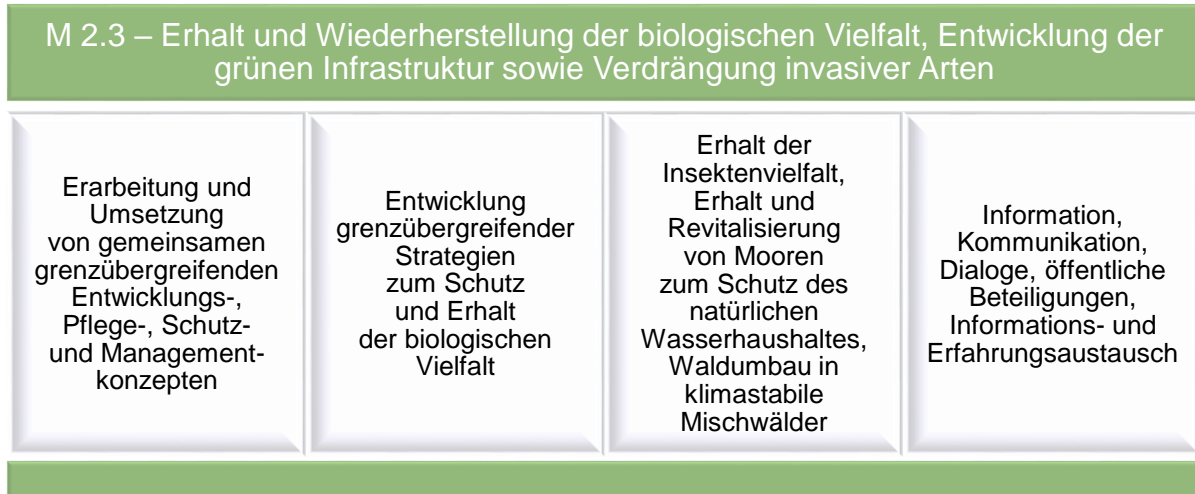 M 2.3 – Erhalt und Wiederherstellung der biologischen Vielfalt, Entwicklung der
grünen Infrastruktur sowie Verdrängung invasiver Arten
Erarbeitung und
Umsetzung
von gemeinsamen
grenzübergreifenden
Entwicklungs-,
Pflege-, Schutz-
und Management-
konzepten
Entwicklung
grenzübergreifender
Strategien
zum Schutz
und Erhalt
der biologischen
Vielfalt
Erhalt der
Insektenvielfalt,
Erhalt und
Revitalisierung
von Mooren
zum Schutz des
natürlichen
Wasserhaushaltes,
Waldumbau in
klimastabile
Mischwälder
Information,
Kommunikation,
Dialoge, öffentliche
Beteiligungen,
Informations- und
Erfahrungsaustausch